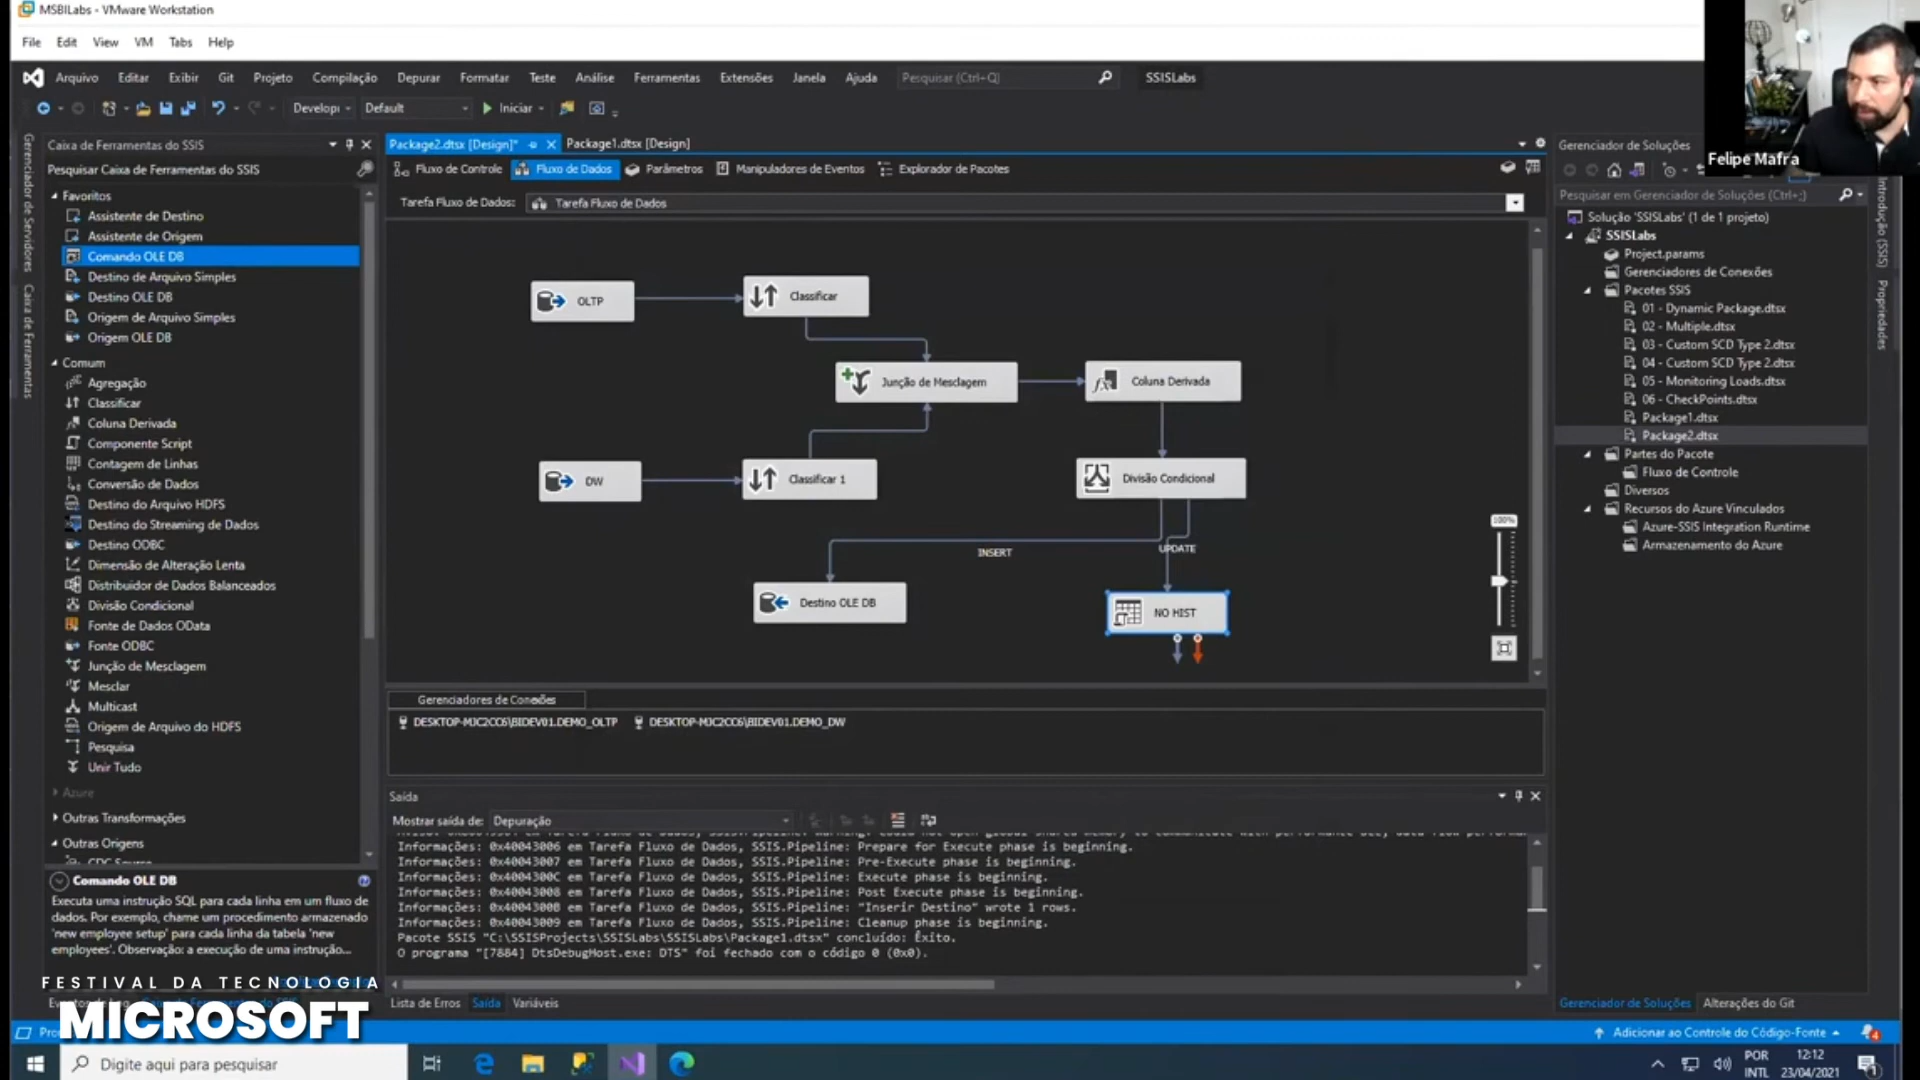 MSBILabs - VMware Workstation
File Edit View VM Tabs Help
Arquivo Editar Exibir Git Projeto Compilação Depurar Formatar Teste Análise Ferramentas Extensões Janela Ajuda Pesquisar (Ctrl+Q) SSISLabs
Developi Default Iniciar
Felipe Mafra
Gerenciador de Servidores
Caixa de Ferramentas
Caixa de Ferramentas do SSIS
Pesquisar Caixa de Ferramentas do SSIS
Favoritos
Assistente de Destino
Assistente de Origem
Comando OLE DB
Destino de Arquivo Simples
Destino OLE DB
Origem de Arquivo Simples
Origem OLE DB
Comum
Agregação
Classificar
Coluna Derivada
Componente Script
Contagem de Linhas
Conversão de Dados
Destino do Arquivo HDFS
Destino do Streaming de Dados
Destino ODBC
Dimensão de Alteração Lenta
Distribuidor de Dados Balanceados
Divisão Condicional
Fonte de Dados OData
Fonte ODBC
Junção de Mesclagem
Mesclar
Multicast
Origem de Arquivo do HDFS
Pesquisa
Unir Tudo
Azure
Outras Transformações
Outras Origens
CDC Source
Comando OLE DB
Executa uma instrução SQL para cada linha em um fluxo de
dados. Por exemplo, chame um procedimento armazenado
'new employee setup' para cada linha da tabela 'new
employees'. Observação: a execução de uma instrução...
FESTIVAL DA TECNOLOGIA
MICROSOFT
Package2.dtsx [Design]* Package1.dtsx [Design]
Fluxo de Controle Fluxo de Dados Parâmetros Manipuladores de Eventos Explorador de Pacotes
Tarefa Fluxo de Dados: Tarefa Fluxo de Dados
OLTP
Classificar
Junção de Mesclagem
Coluna Derivada
DW
Classificar 1
Divisão Condicional
INSERT
UPDATE
Destino OLE DB
NO HIST
100%
Gerenciadores de Conexões
DESKTOP-MJC2CC6\BIDEV01.DEMO_OLTP DESKTOP-MJC2CC6\BIDEV01.DEMO_DW
Saída
Mostrar saída de: Depuração
Informações: 0x40043006 em Tarefa Fluxo de Dados, SSIS.Pipeline: Prepare for Execute phase is beginning.
Informações: 0x40043007 em Tarefa Fluxo de Dados, SSIS.Pipeline: Pre-Execute phase is beginning.
Informações: 0x4004300C em Tarefa Fluxo de Dados, SSIS.Pipeline: Execute phase is beginning.
Informações: 0x40043008 em Tarefa Fluxo de Dados, SSIS.Pipeline: Post Execute phase is beginning.
Informações: 0x4004300B em Tarefa Fluxo de Dados, SSIS.Pipeline: "Inserir Destino" wrote 1 rows.
Informações: 0x40043009 em Tarefa Fluxo de Dados, SSIS.Pipeline: Cleanup phase is beginning.
Pacote SSIS "C:\SSISProjects\SSISLabs\SSISLabs\Package1.dtsx" concluído: Êxito.
O programa "[7884] DtsDebugHost.exe: DTS" foi fechado com o código 0 (0x0).
Lista de Erros Saída Variáveis
Gerenciador de Soluções
Pesquisar em Gerenciador de Soluções (Ctrl+;)
Solução 'SSISLabs' (1 de 1 projeto)
SSISLabs
Project.params
Gerenciadores de Conexões
Pacotes SSIS
01 - Dynamic Package.dtsx
02 - Multiple.dtsx
03 - Custom SCD Type 2.dtsx
04 - Custom SCD Type 2.dtsx
05 - Monitoring Loads.dtsx
06 - CheckPoints.dtsx
Package1.dtsx
Package2.dtsx
Partes do Pacote
Fluxo de Controle
Diversos
Recursos do Azure Vinculados
Azure-SSIS Integration Runtime
Armazenamento do Azure
Introdução (SSIS)
Propriedades
Gerenciador de Soluções Alterações do Git
Adicionar ao Controle do Código-Fonte
Digite aqui para pesquisar
POR
INTL
12:12
23/04/2021